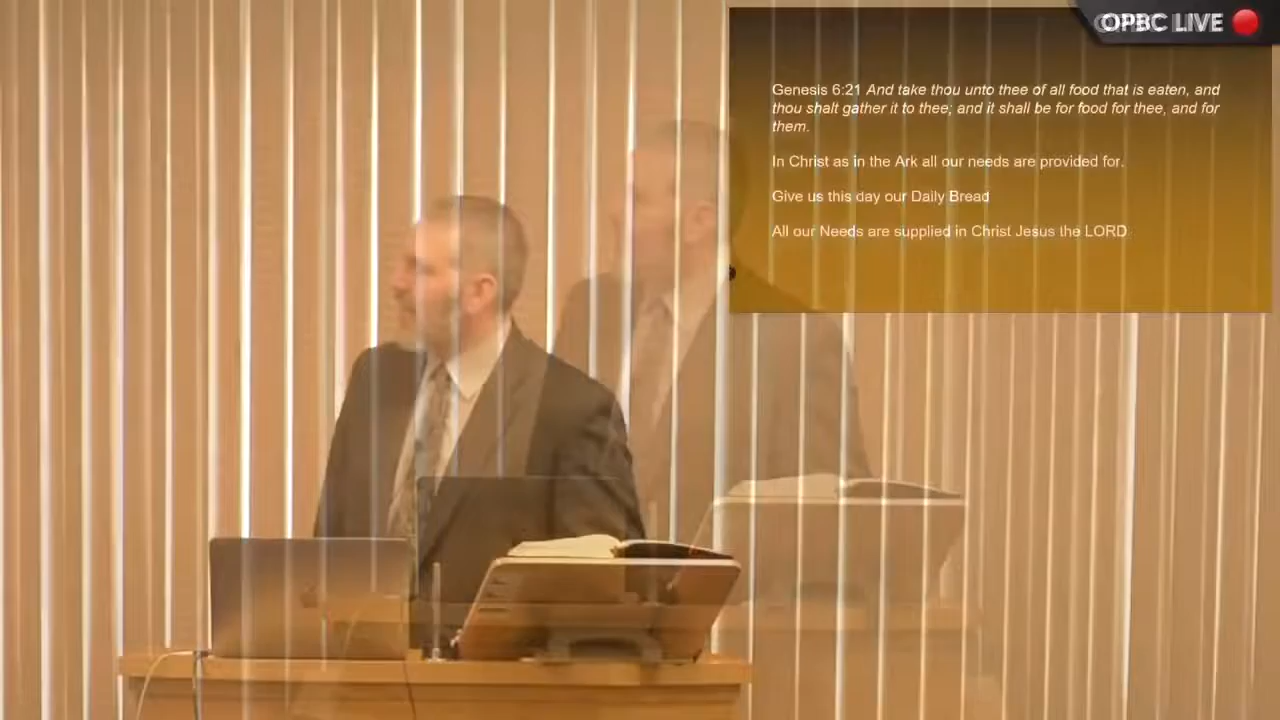 OPBC LIVE
Genesis 6:21 And take thou unto thee of all food that is eaten, and
thou shalt gather it to thee; and it shall be for food for thee, and for
them.
In Christ as in the Ark all our needs are provided for.
Give us this day our Daily Bread
All our Needs are supplied in Christ Jesus the LORD